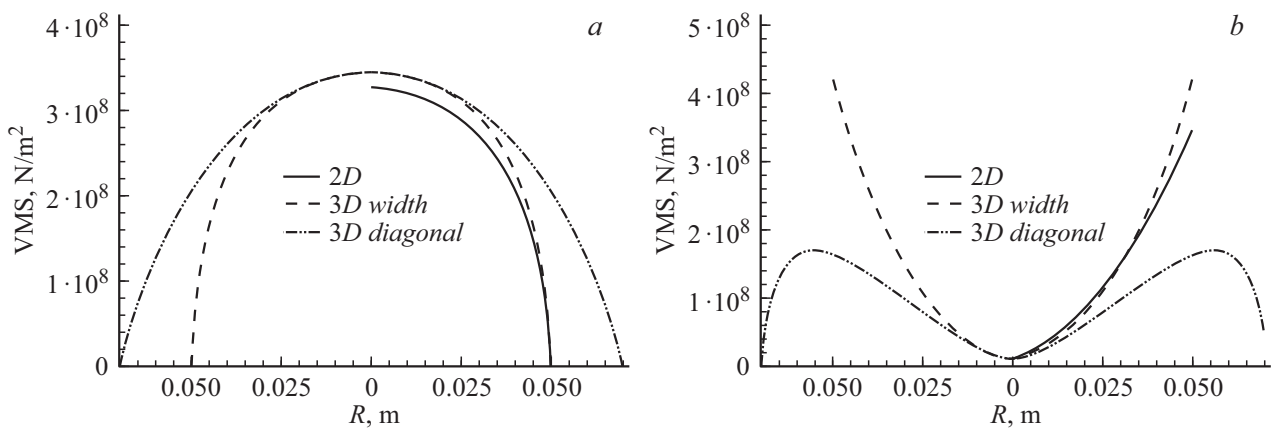 a
4·10⁸
3·10⁸
2·10⁸
1·10⁸
0
VMS, N/m²
2D
3D width
3D diagonal
0.050 0.025 0 0.025 0.050
R, m
b
5·10⁸
4·10⁸
3·10⁸
2·10⁸
1·10⁸
0
VMS, N/m²
2D
3D width
3D diagonal
0.050 0.025 0 0.025 0.050
R, m